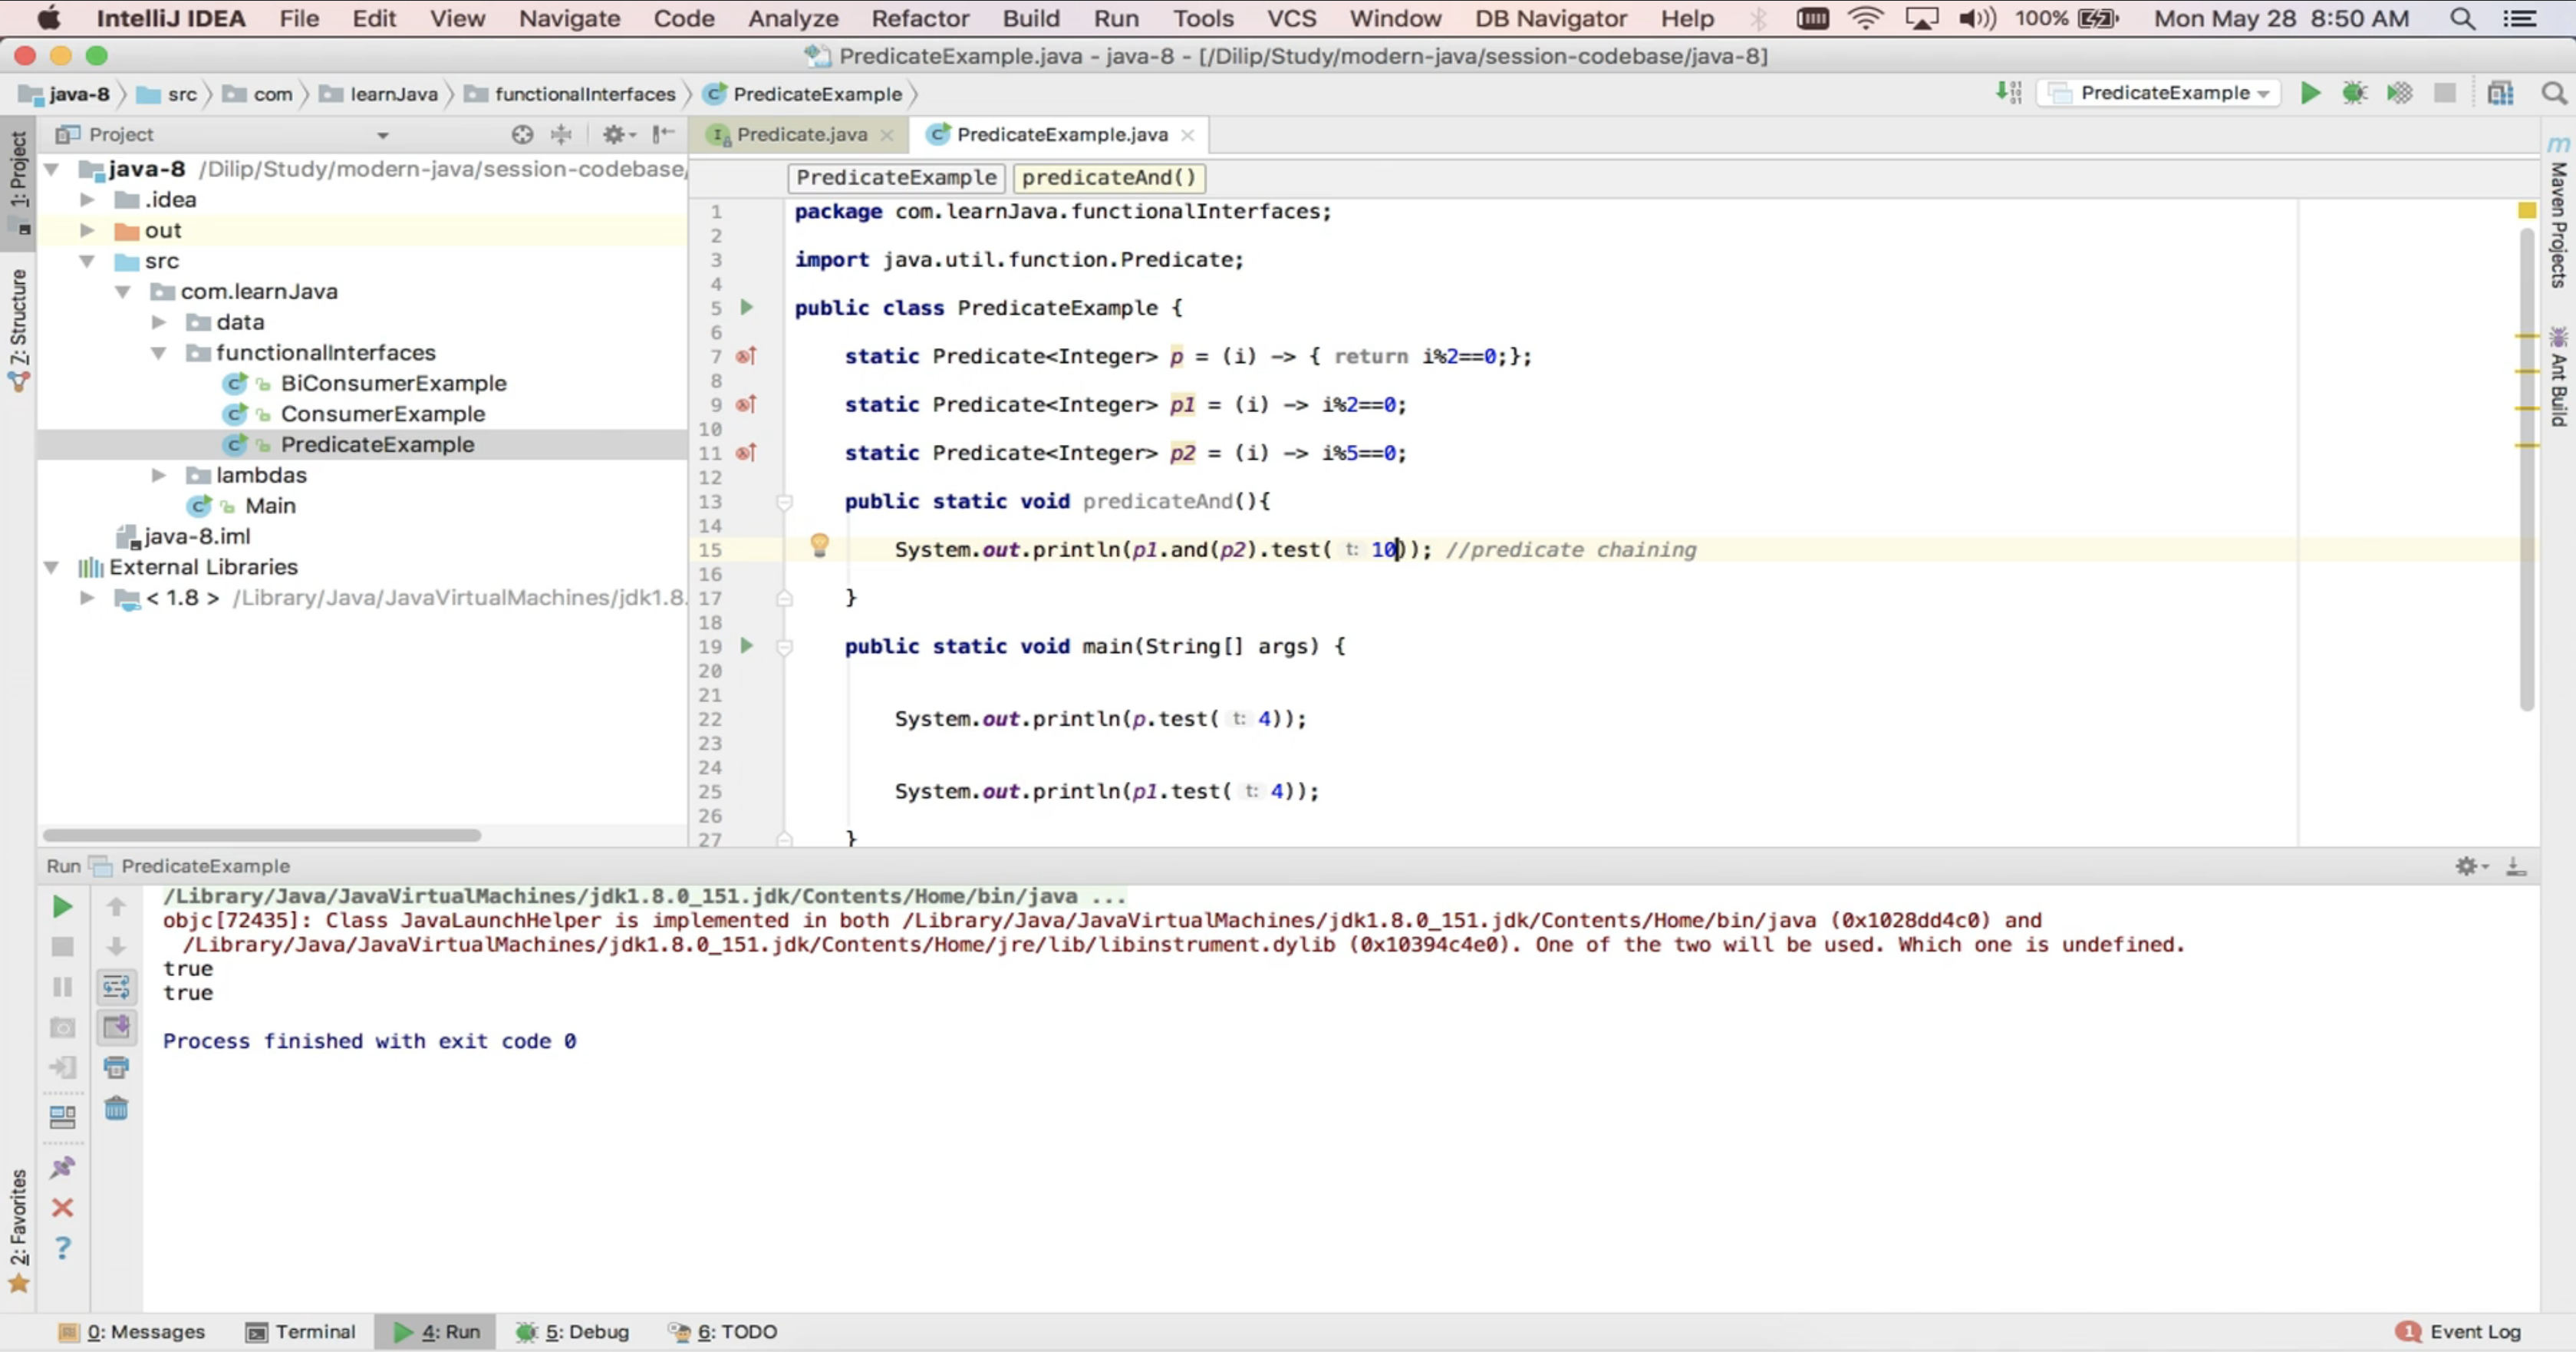 IntelliJ IDEA File Edit View Navigate Code Analyze Refactor Build Run Tools VCS Window DB Navigator Help 100% Mon May 28 8:50 AM
PredicateExample.java - java-8 - [/Dilip/Study/modern-java/session-codebase/java-8]
java-8 src com learnJava functionalInterfaces PredicateExample PredicateExample
1: Project
Z: Structure
2: Favorites
Project
java-8 /Dilip/Study/modern-java/session-codebase/
.idea
out
src
com.learnJava
data
functionalInterfaces
BiConsumerExample
ConsumerExample
PredicateExample
lambdas
Main
java-8.iml
External Libraries
< 1.8 > /Library/Java/JavaVirtualMachines/jdk1.8.
Predicate.java PredicateExample.java
PredicateExample predicateAnd()
1 package com.learnJava.functionalInterfaces;
2
3 import java.util.function.Predicate;
4
5 public class PredicateExample {
6
7 static Predicate<Integer> p = (i) -> { return i%2==0;};
8
9 static Predicate<Integer> p1 = (i) -> i%2==0;
10
11 static Predicate<Integer> p2 = (i) -> i%5==0;
12
13 public static void predicateAnd(){
14
15 System.out.println(p1.and(p2).test( t: 10)); //predicate chaining
16
17 }
18
19 public static void main(String[] args) {
20
21
22 System.out.println(p.test( t: 4));
23
24
25 System.out.println(p1.test( t: 4));
26
27 }
Maven Projects
Ant Build
Run PredicateExample
/Library/Java/JavaVirtualMachines/jdk1.8.0_151.jdk/Contents/Home/bin/java ...
objc[72435]: Class JavaLaunchHelper is implemented in both /Library/Java/JavaVirtualMachines/jdk1.8.0_151.jdk/Contents/Home/bin/java (0x1028dd4c0) and
/Library/Java/JavaVirtualMachines/jdk1.8.0_151.jdk/Contents/Home/jre/lib/libinstrument.dylib (0x10394c4e0). One of the two will be used. Which one is undefined.
true
true
Process finished with exit code 0
0: Messages Terminal 4: Run 5: Debug 6: TODO 1 Event Log